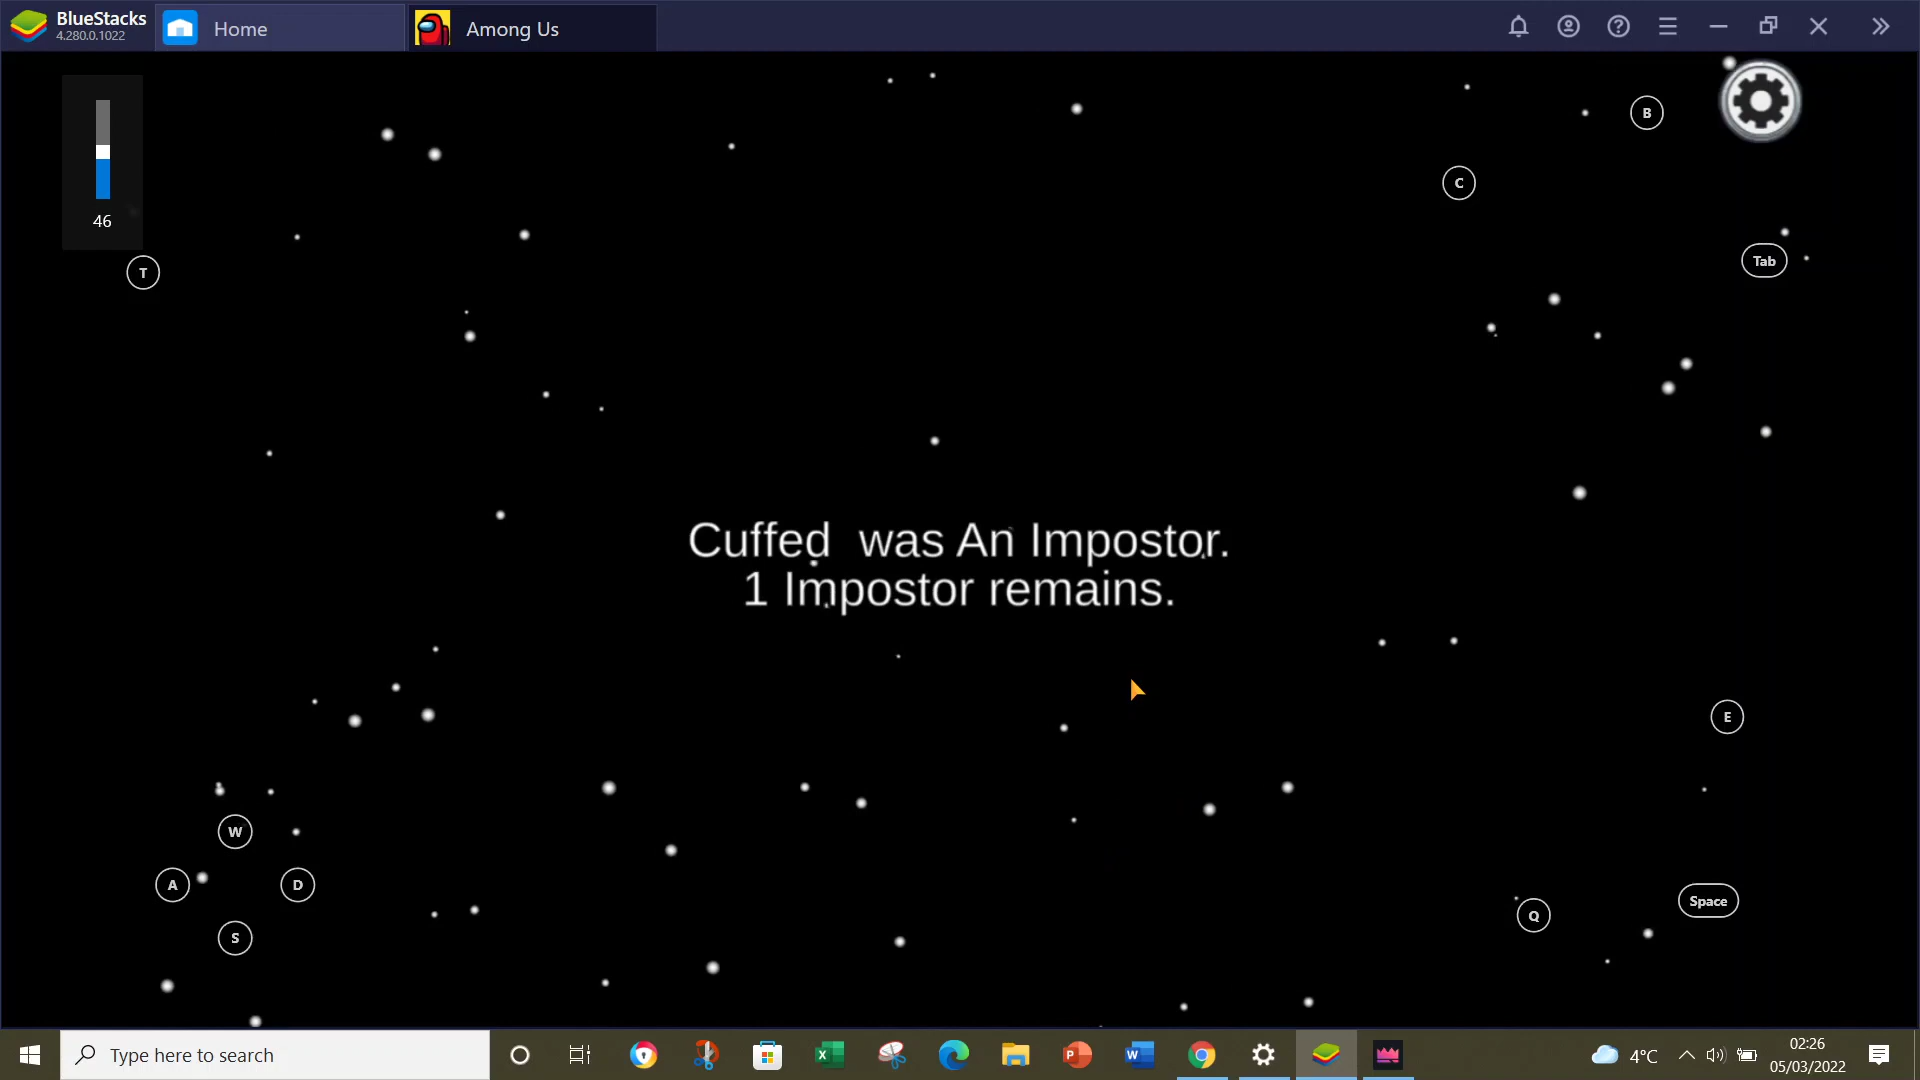 BlueStacks
4.280.0.1022
Home
Among Us
46
B
C
T
Tab
Cuffed  was An Impostor.
1 Impostor remains.
E
W
A
D
S
Q
Space
Type here to search
4°C
02:26
05/03/2022